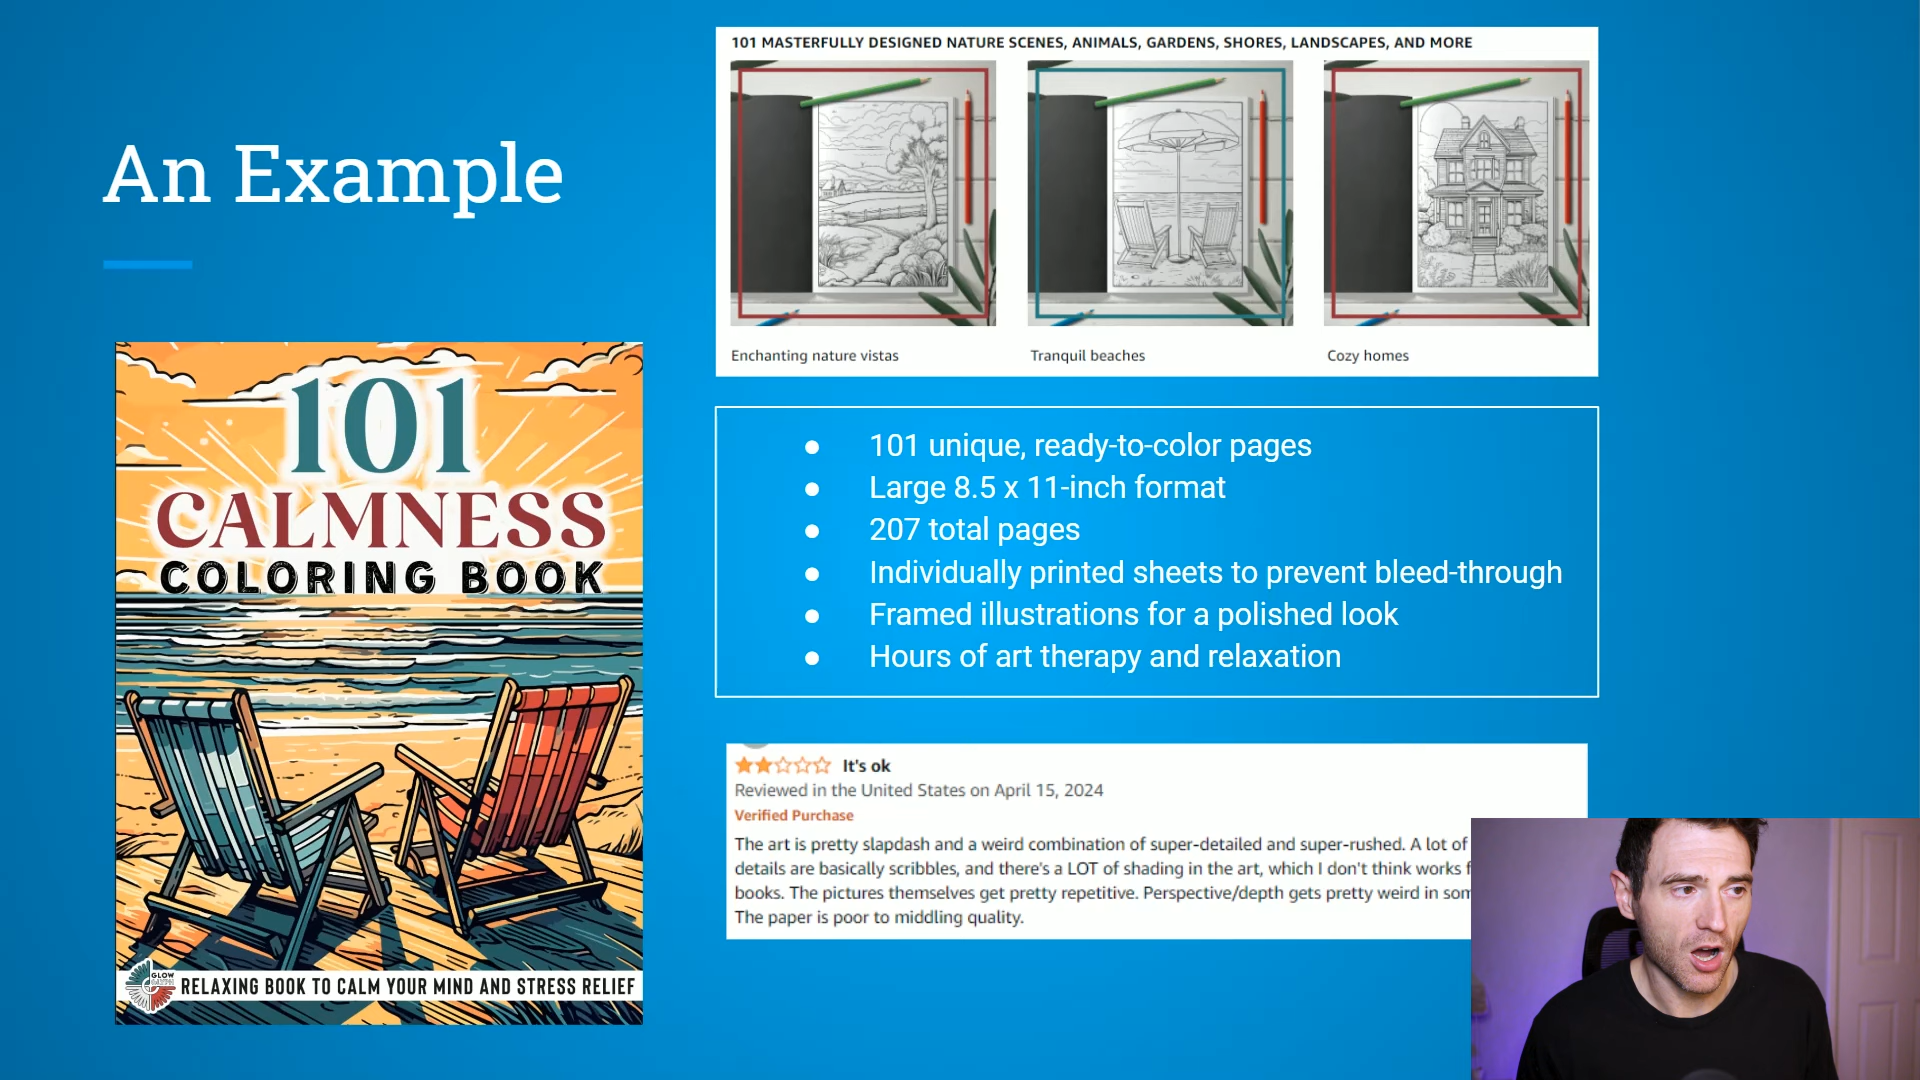 An Example
101
CALMNESS
COLORING BOOK
GLOW
RELAXING BOOK TO CALM YOUR MIND AND STRESS RELIEF
101 MASTERFULLY DESIGNED NATURE SCENES, ANIMALS, GARDENS, SHORES, LANDSCAPES, AND MORE
Enchanting nature vistas
Tranquil beaches
Cozy homes
● 101 unique, ready-to-color pages
● Large 8.5 x 11-inch format
● 207 total pages
● Individually printed sheets to prevent bleed-through
● Framed illustrations for a polished look
● Hours of art therapy and relaxation
It's ok
Reviewed in the United States on April 15, 2024
Verified Purchase
The art is pretty slapdash and a weird combination of super-detailed and super-rushed. A lot of
details are basically scribbles, and there's a LOT of shading in the art, which I don't think works
books. The pictures themselves get pretty repetitive. Perspective/depth gets pretty weird in
The paper is poor to middling quality.